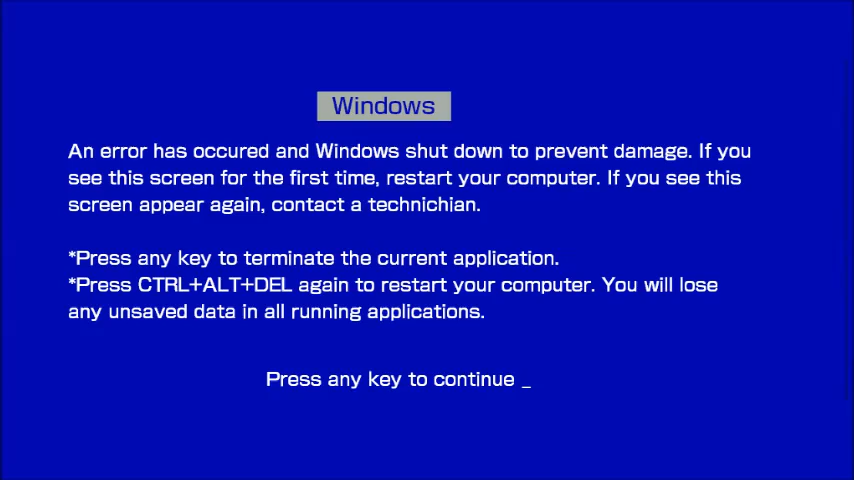 Windows
An error has occured and Windows shut down to prevent damage. If you
see this screen for the first time, restart your computer. If you see this
screen appear again, contact a technichian.
*Press any key to terminate the current application.
*Press CTRL+ALT+DEL again to restart your computer. You will lose
any unsaved data in all running applications.
Press any key to continue _